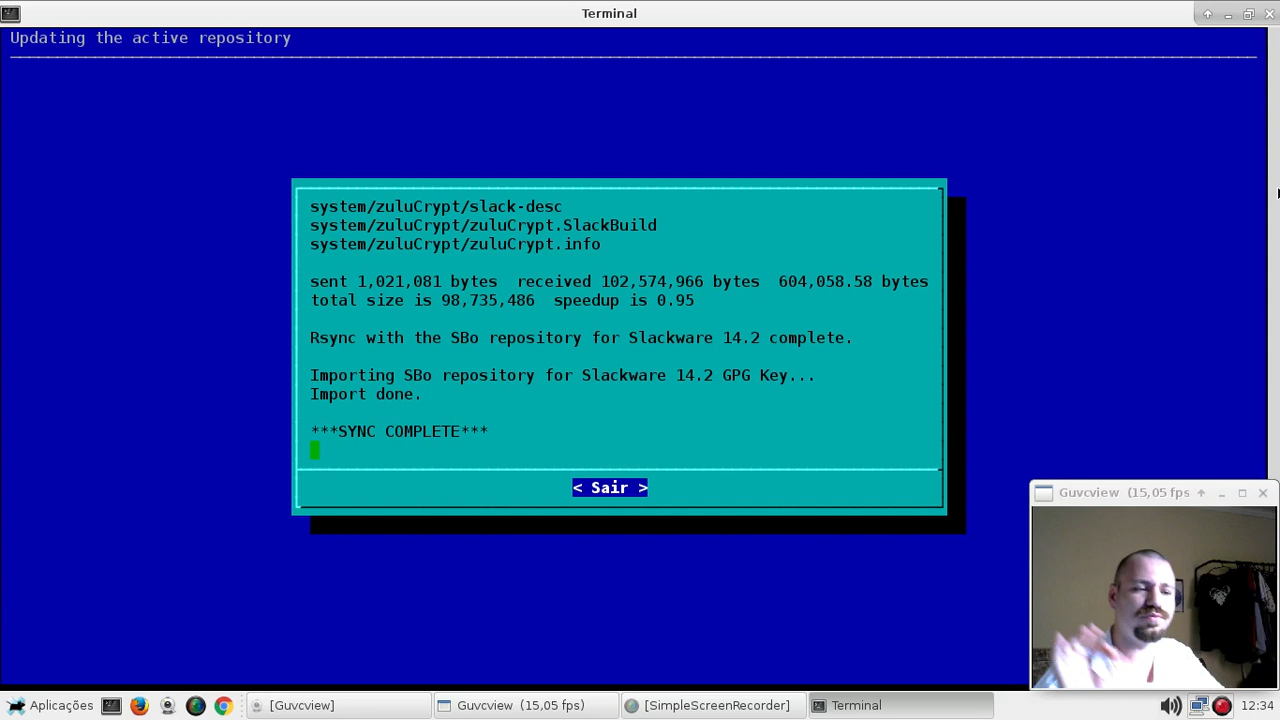 Terminal
Updating the active repository
system/zuluCrypt/slack-desc
system/zuluCrypt/zuluCrypt.SlackBuild
system/zuluCrypt/zuluCrypt.info
sent 1,021,081 bytes  received 102,574,966 bytes  604,058.58 bytes
total size is 98,735,486  speedup is 0.95
Rsync with the SBo repository for Slackware 14.2 complete.
Importing SBo repository for Slackware 14.2 GPG Key...
Import done.
***SYNC COMPLETE***
< Sair >
Guvcview (15,05 fps
Aplicações [Guvcview] Guvcview (15,05 fps) [SimpleScreenRecorder] Terminal 12:34